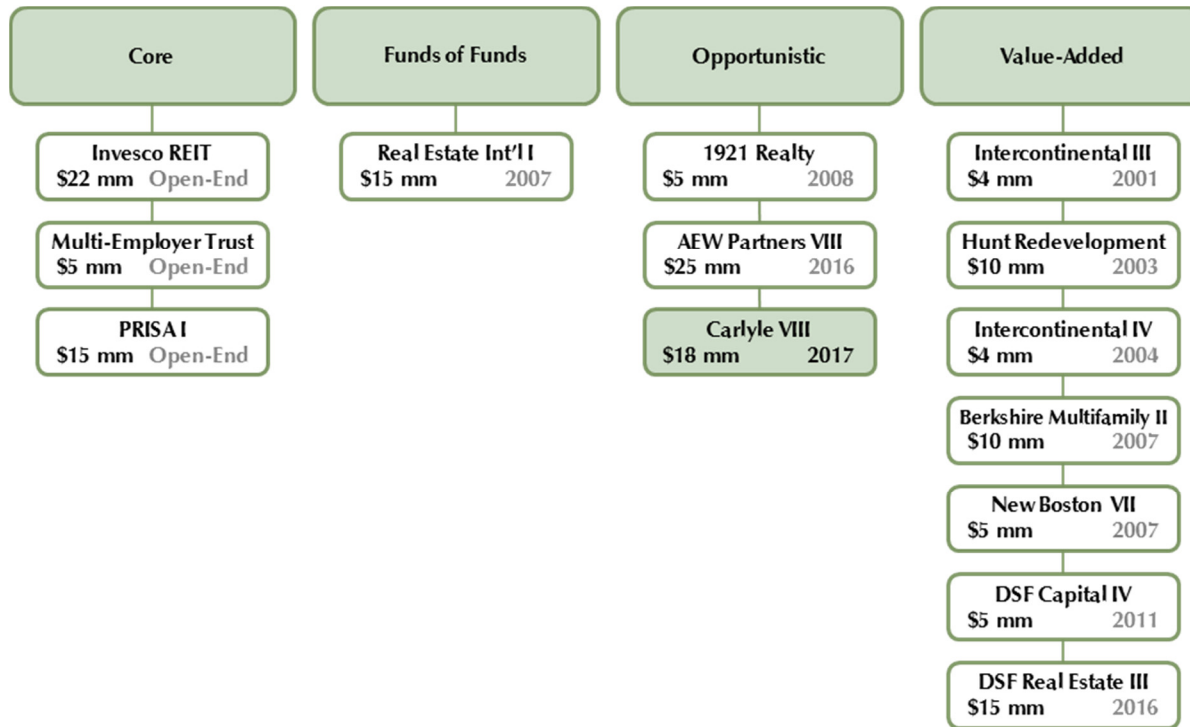 Core
Invesco REIT
$22 mm Open-End
Multi-Employer Trust
$5 mm Open-End
PRISA I
$15 mm Open-End
Funds of Funds
Real Estate Int'l I
$15 mm 2007
Opportunistic
1921 Realty
$5 mm 2008
AEW Partners VIII
$25 mm 2016
Carlyle VIII
$18 mm 2017
Value-Added
Intercontinental III
$4 mm 2001
Hunt Redevelopment
$10 mm 2003
Intercontinental IV
$4 mm 2004
Berkshire Multifamily II
$10 mm 2007
New Boston VII
$5 mm 2007
DSF Capital IV
$5 mm 2011
DSF Real Estate III
$15 mm 2016